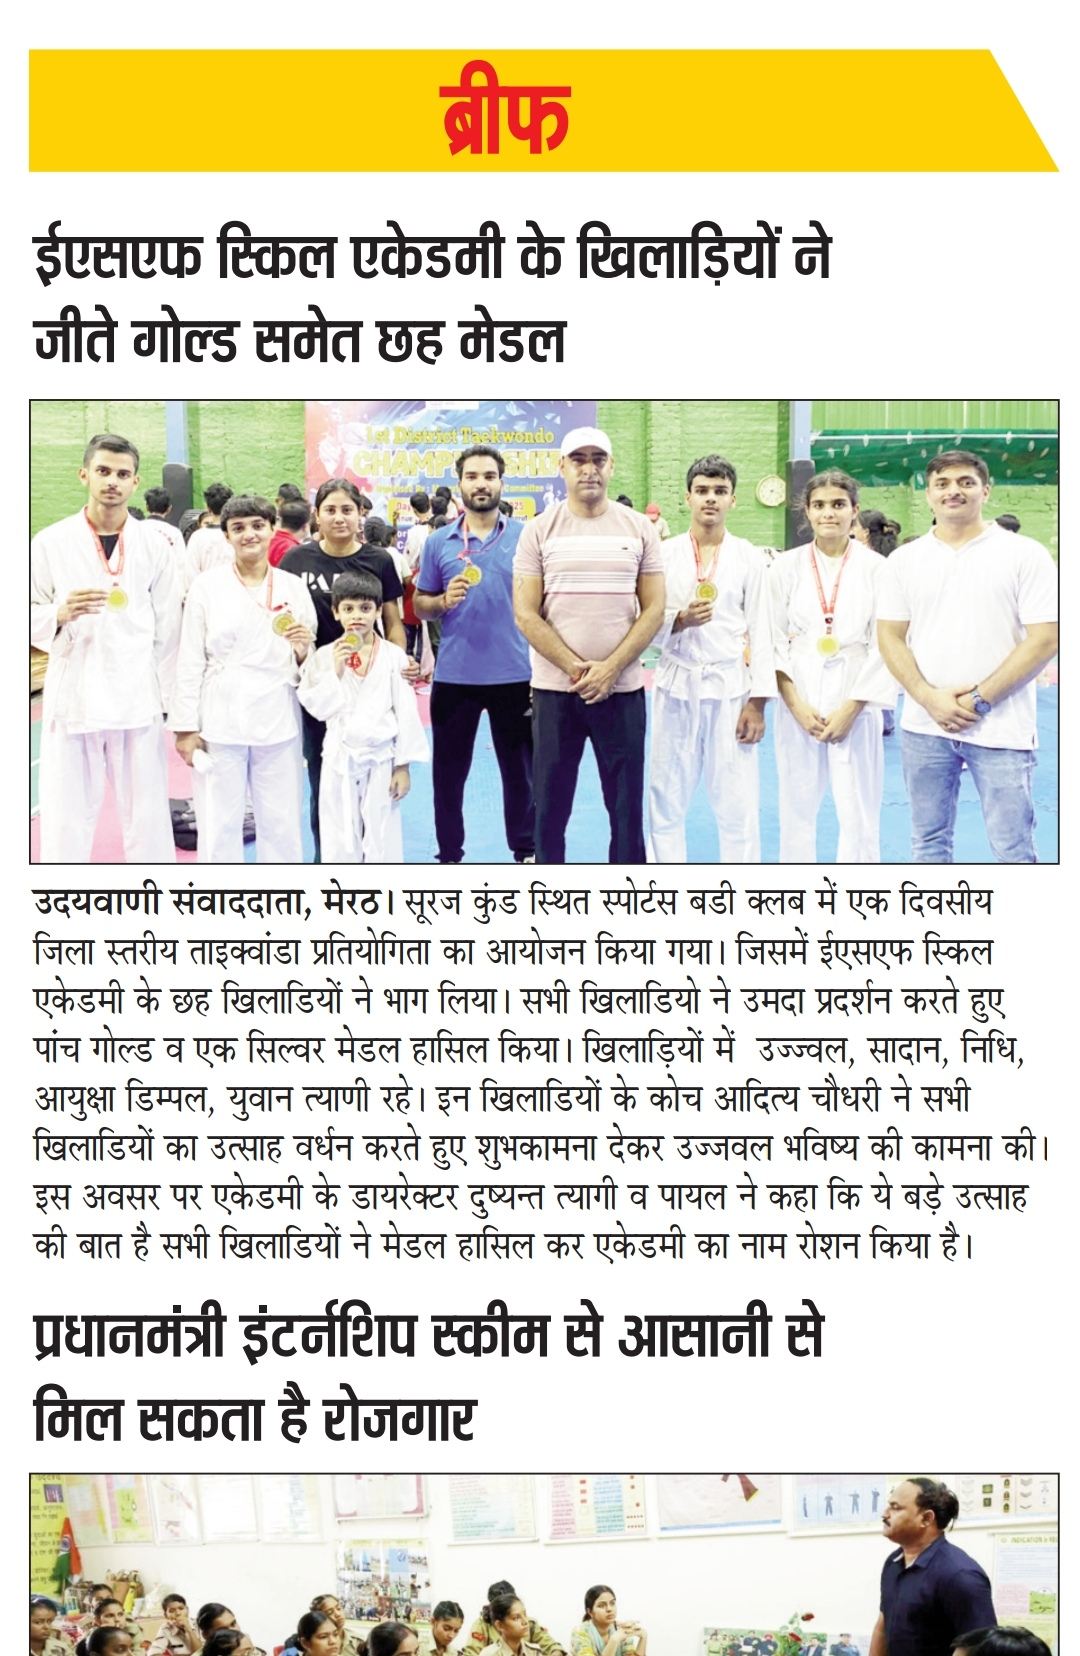 ब्रीफ
ईएसएफ स्किल एकेडमी के खिलाड़ियों ने
जीते गोल्ड समेत छह मेडल
1st District Taekwondo
CHAMPIONSHIP
उदयवाणी संवाददाता, मेरठ। सूरज कुंड स्थित स्पोर्टस बडी क्लब में एक दिवसीय
जिला स्तरीय ताइक्वांडा प्रतियोगिता का आयोजन किया गया। जिसमें ईएसएफ स्किल
एकेडमी के छह खिलाडियों ने भाग लिया। सभी खिलाडियो ने उमदा प्रदर्शन करते हुए
पांच गोल्ड व एक सिल्वर मेडल हासिल किया। खिलाड़ियों में उज्ज्वल, सादान, निधि,
आयुक्षा डिम्पल, युवान त्याणी रहे। इन खिलाडियों के कोच आदित्य चौधरी ने सभी
खिलाडियों का उत्साह वर्धन करते हुए शुभकामना देकर उज्जवल भविष्य की कामना की।
इस अवसर पर एकेडमी के डायरेक्टर दुष्यन्त त्यागी व पायल ने कहा कि ये बड़े उत्साह
की बात है सभी खिलाडियों ने मेडल हासिल कर एकेडमी का नाम रोशन किया है।
प्रधानमंत्री इंटर्नशिप स्कीम से आसानी से
मिल सकता है रोजगार